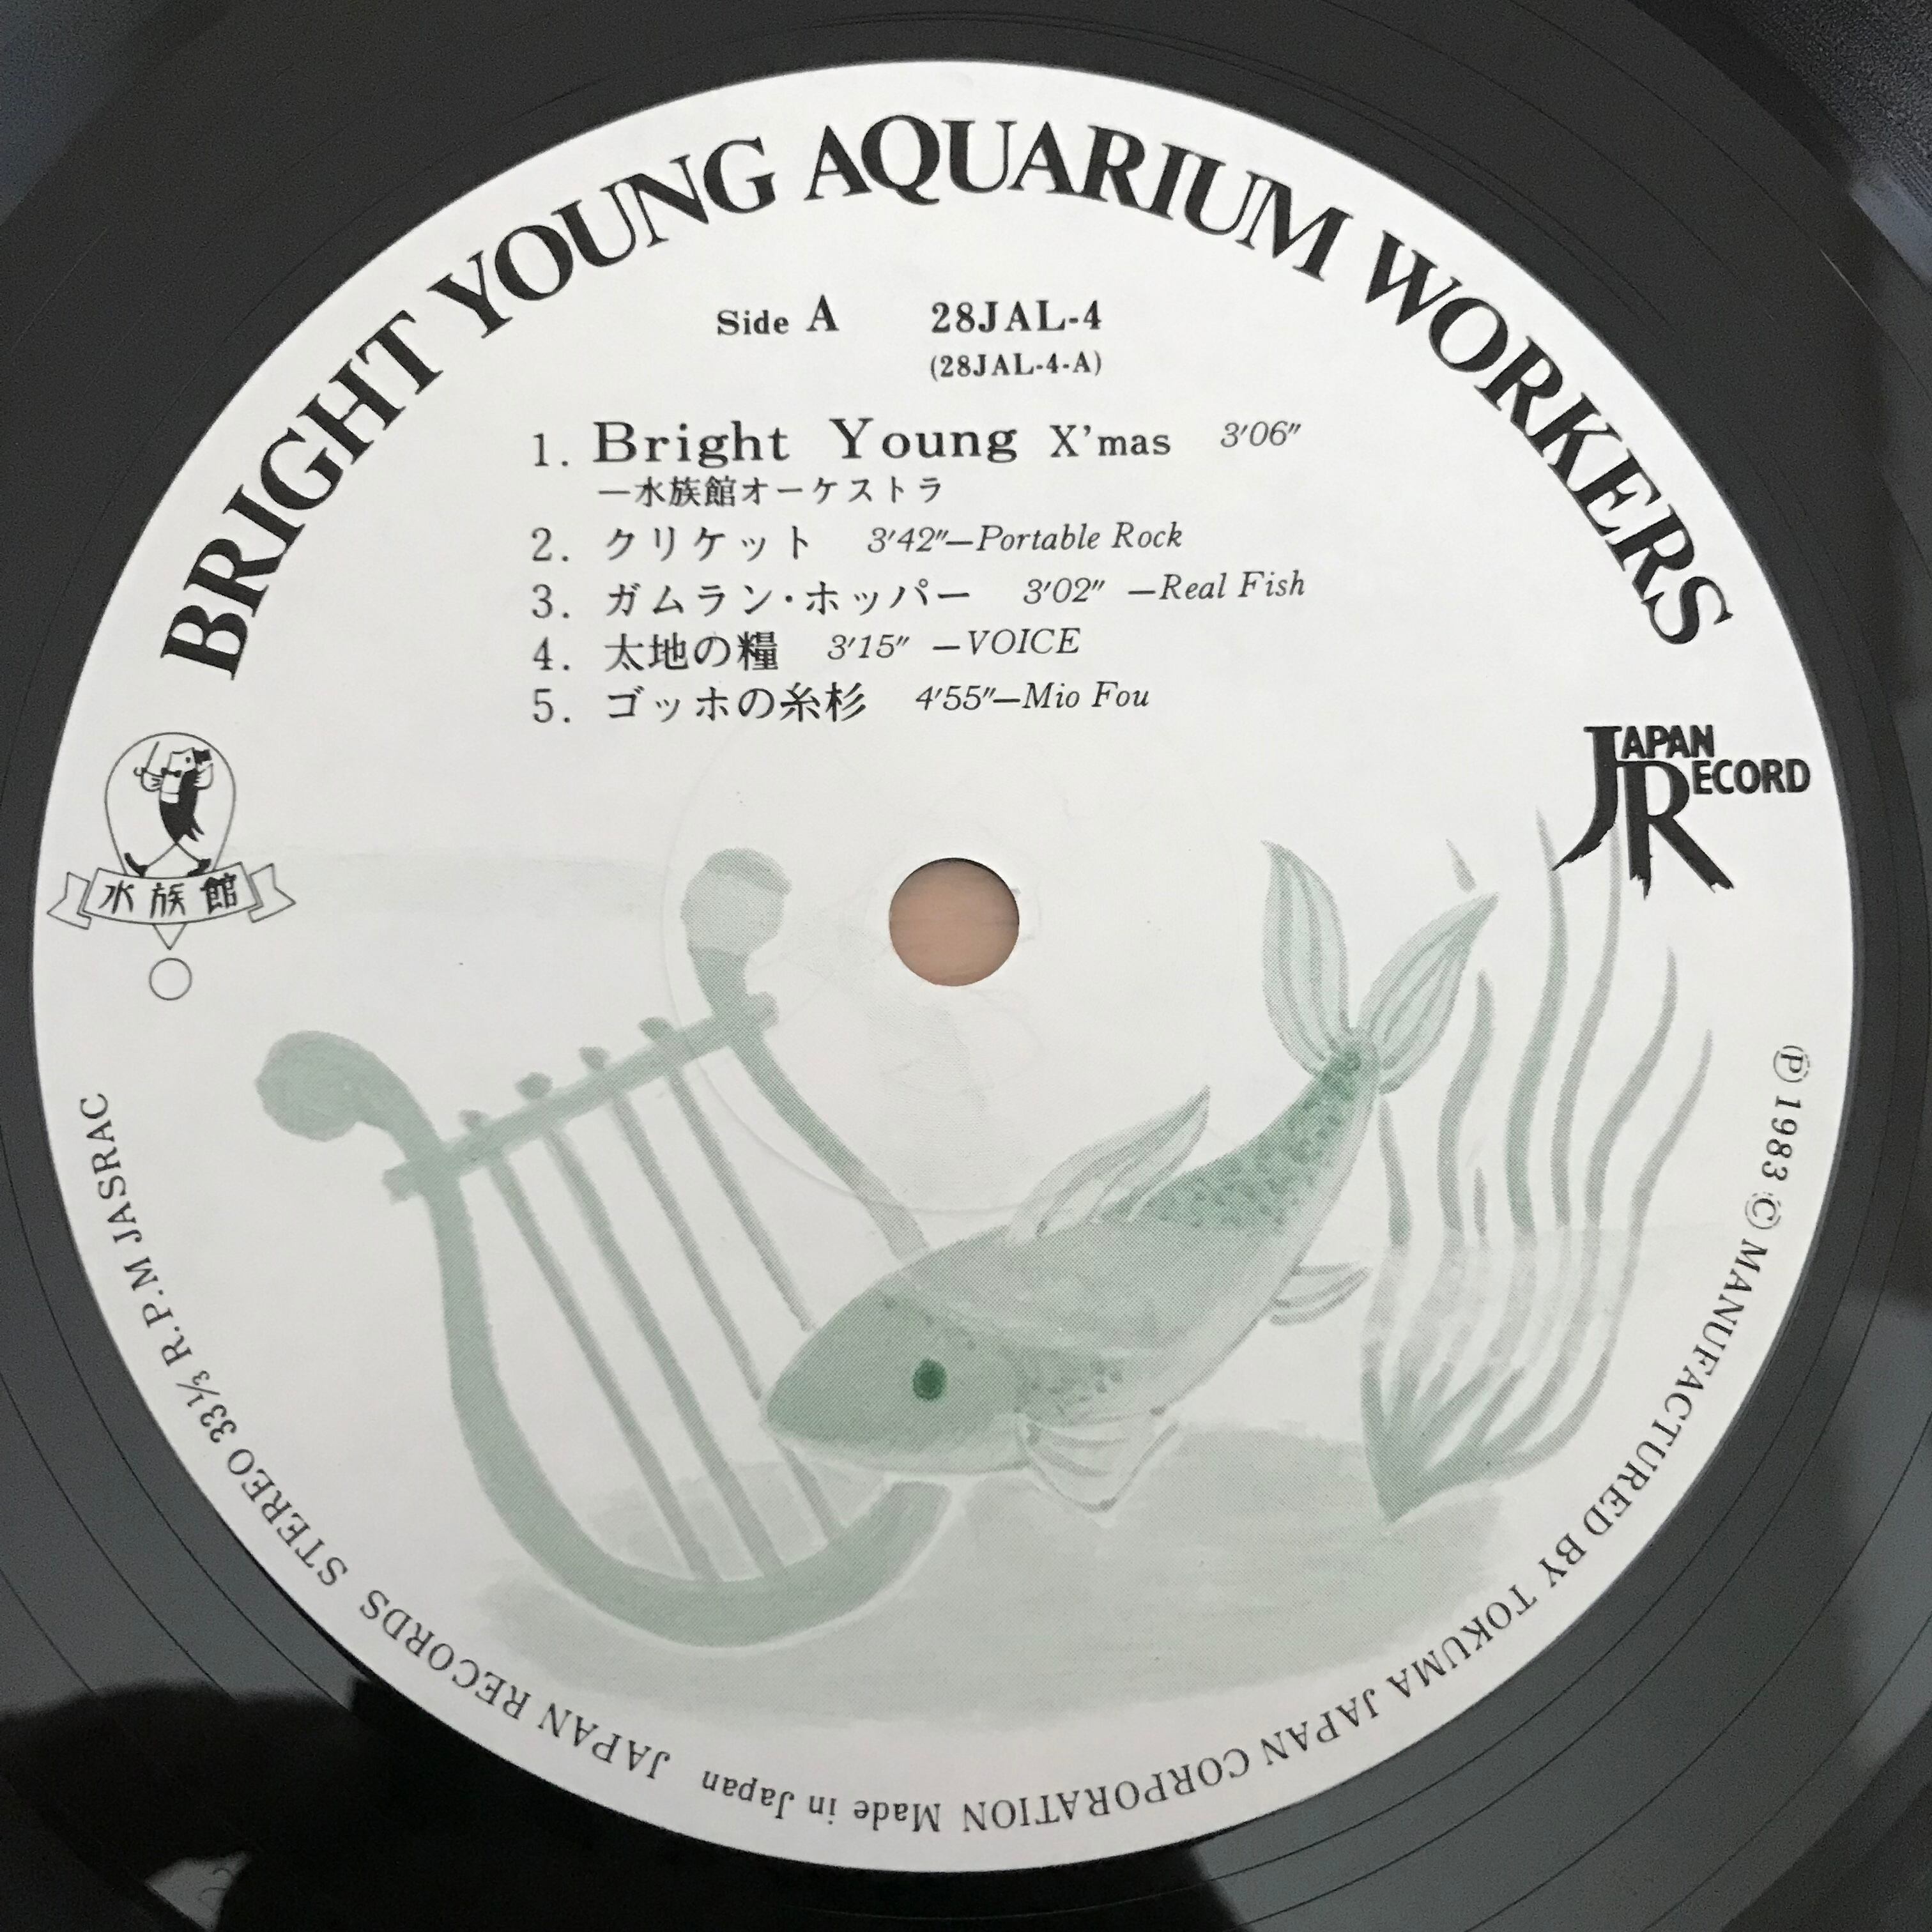 BRIGHT YOUNG AQUARIUM WORKERS
Side A 28JAL-4
(28JAL-4-A)
1. Bright Young X'mas 3'06"
—水族館オーケストラ
2. クリケット 3'42"—Portable Rock
3. ガムラン・ホッパー 3'02" —Real Fish
4. 太地の糧 3'15" —VOICE
5. ゴッホの糸杉 4'55"—Mio Fou
水族館
JAPAN
RECORD
Ⓟ 1983 © MANUFACTURED BY TOKUMA JAPAN CORPORATION Made in Japan JAPAN RECORDS STEREO 33⅓ R.P.M JASRAC